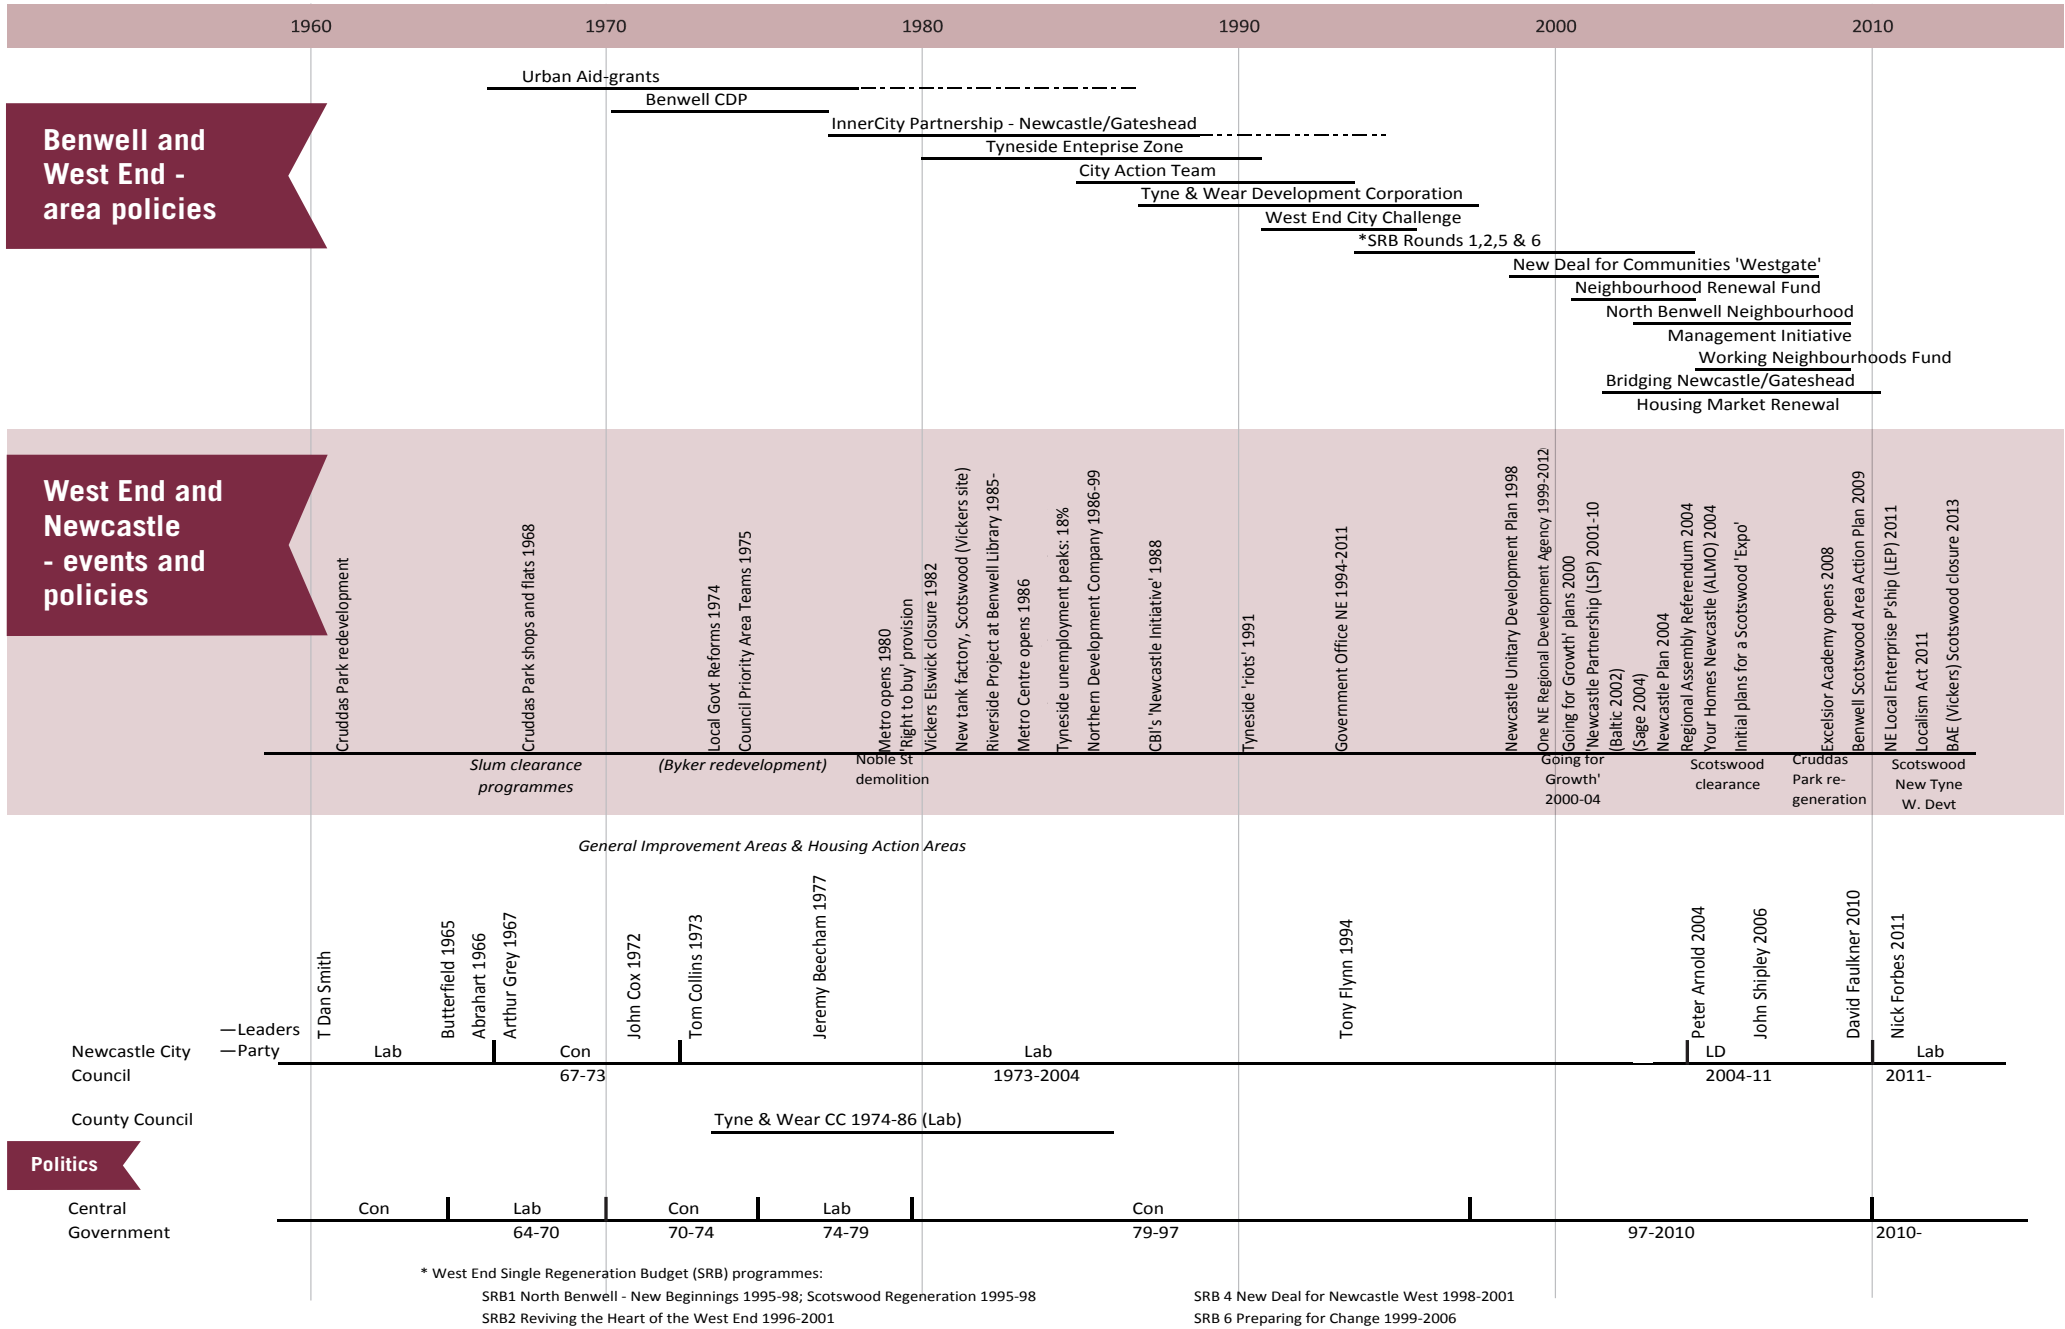 1960 1970 1980 1990 2000 2010
Benwell and
West End -
area policies
Urban Aid-grants
Benwell CDP
InnerCity Partnership - Newcastle/Gateshead
Tyneside Enteprise Zone
City Action Team
Tyne & Wear Development Corporation
West End City Challenge
*SRB Rounds 1,2,5 & 6
New Deal for Communities 'Westgate'
Neighbourhood Renewal Fund
North Benwell Neighbourhood
Management Initiative
Working Neighbourhoods Fund
Bridging Newcastle/Gateshead
Housing Market Renewal
West End and
Newcastle
- events and
policies
Cruddas Park redevelopment
Cruddas Park shops and flats 1968
Local Govt Reforms 1974
Council Priority Area Teams 1975
Metro opens 1980
'Right to buy' provision
Vickers Elswick closure 1982
New tank factory, Scotswood (Vickers site)
Riverside Project at Benwell Library 1985-
Metro Centre opens 1986
Tyneside unemployment peaks: 18%
Northern Development Company 1986-99
CBI's 'Newcastle Initiative' 1988
Tyneside 'riots' 1991
Government Office NE 1994-2011
Newcastle Unitary Development Plan 1998
One NE Regional Development Agency 1999-2012
Going for Growth' plans 2000
'Newcastle Partnership (LSP) 2001-10
(Baltic 2002)
(Sage 2004)
Newcastle Plan 2004
Regional Assembly Referendum 2004
Your Homes Newcastle (ALMO) 2004
Initial plans for a Scotswood 'Expo'
Excelsior Academy opens 2008
Benwell Scotswood Area Action Plan 2009
NE Local Enterprise P'ship (LEP) 2011
Localism Act 2011
BAE (Vickers) Scotswood closure 2013
Slum clearance
programmes
(Byker redevelopment)
Noble St
demolition
Going for
Growth'
2000-04
Scotswood
clearance
Cruddas
Park re-
generation
Scotswood
New Tyne
W. Devt
General Improvement Areas & Housing Action Areas
T Dan Smith
Butterfield 1965
Abrahart 1966
Arthur Grey 1967
John Cox 1972
Tom Collins 1973
Jeremy Beecham 1977
Tony Flynn 1994
Peter Arnold 2004
John Shipley 2006
David Faulkner 2010
Nick Forbes 2011
—Leaders
Newcastle City —Party Lab Con Lab LD Lab
Council 67-73 1973-2004 2004-11 2011-
County Council Tyne & Wear CC 1974-86 (Lab)
Politics
Central Con Lab Con Lab Con
Government 64-70 70-74 74-79 79-97 97-2010 2010-
* West End Single Regeneration Budget (SRB) programmes:
SRB1 North Benwell - New Beginnings 1995-98; Scotswood Regeneration 1995-98
SRB2 Reviving the Heart of the West End 1996-2001
SRB 4 New Deal for Newcastle West 1998-2001
SRB 6 Preparing for Change 1999-2006